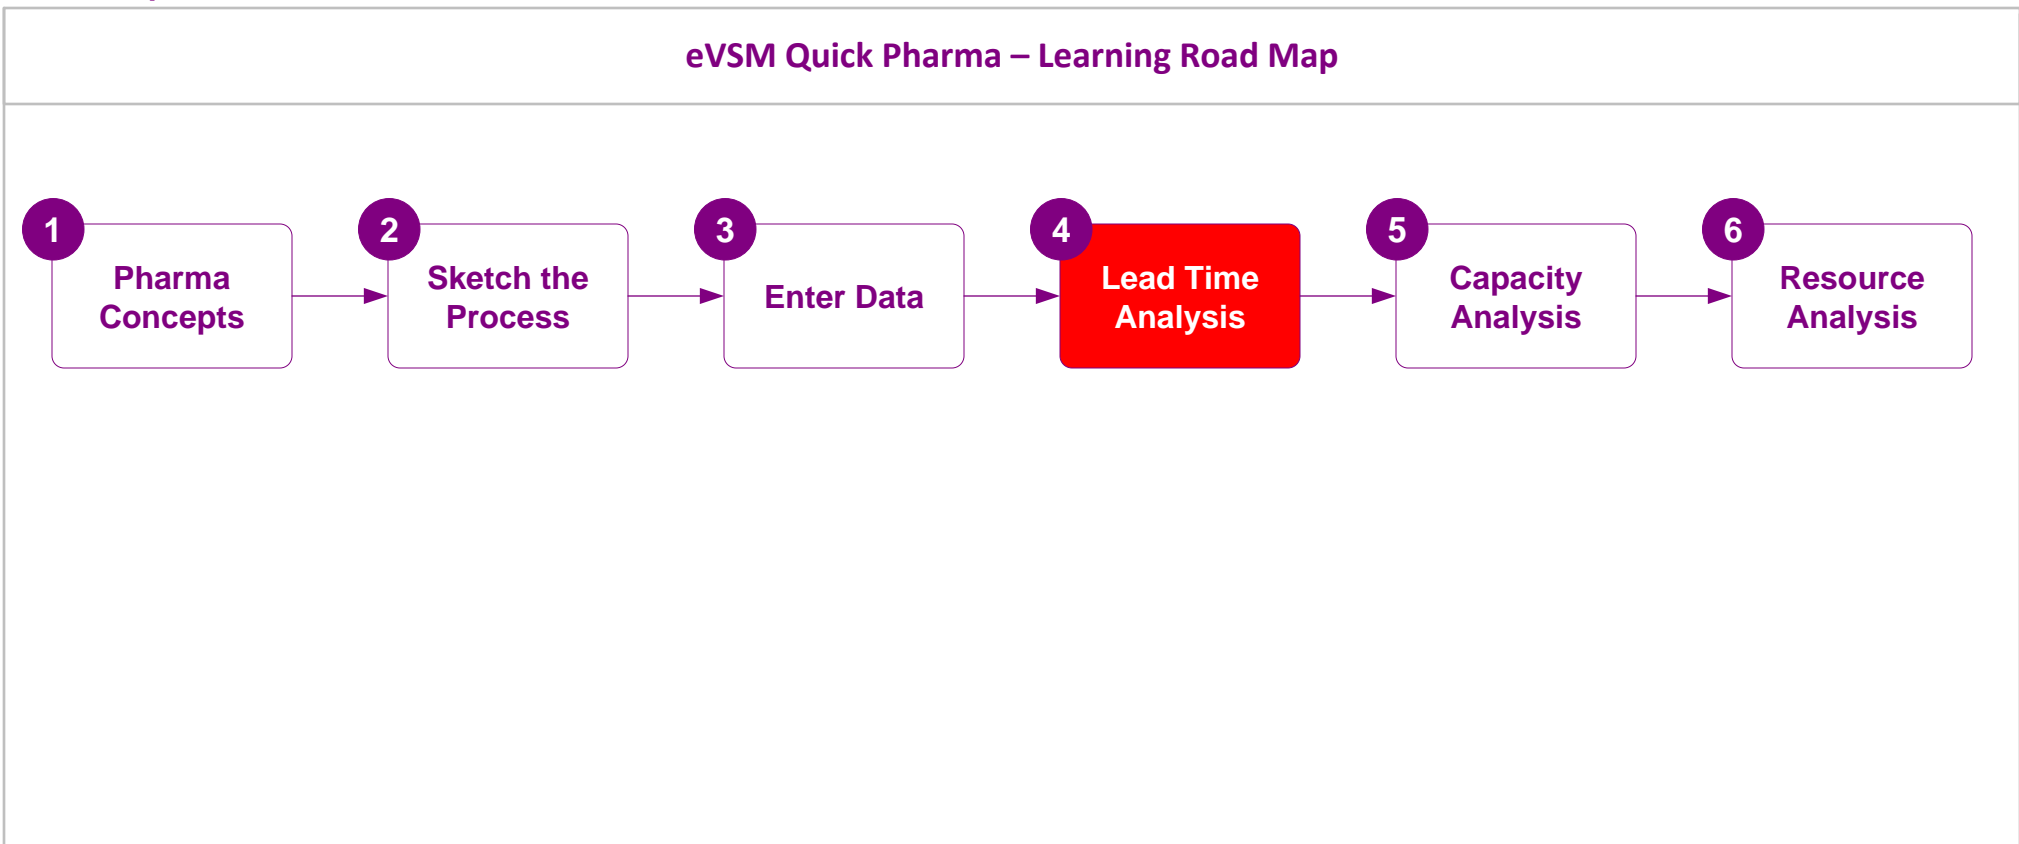 eVSM Quick Pharma – Learning Road Map
1
Pharma
Concepts
2
Sketch the
Process
3
Enter Data
4
Lead Time
Analysis
5
Capacity
Analysis
6
Resource
Analysis